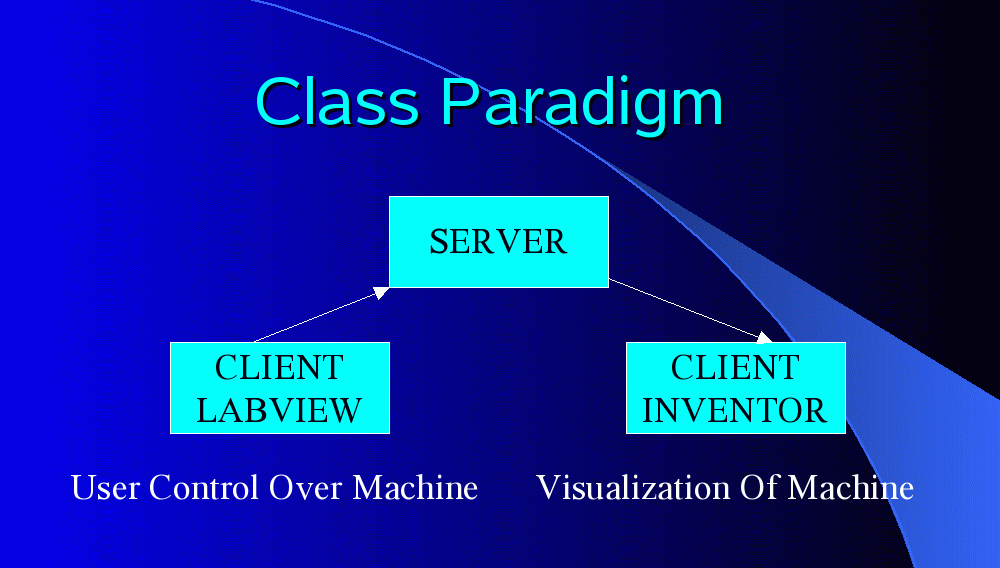 Class Paradigm
SERVER
CLIENT
LABVIEW
CLIENT
INVENTOR
User Control Over Machine
Visualization Of Machine